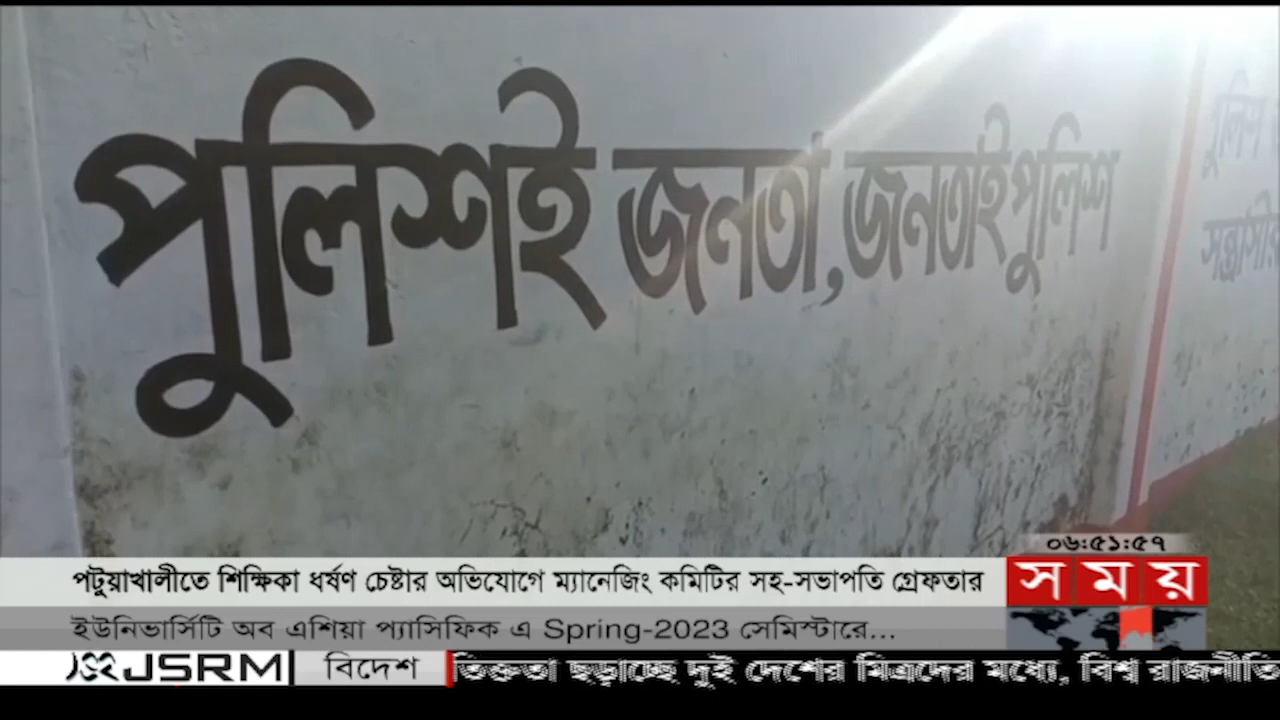 পুলিশই জনতা, জনতাই পুলিশ
পুলিশ
সন্ত্রাসীর
০৬:৫১:৫৭
পটুয়াখালীতে শিক্ষিকা ধর্ষণ চেষ্টার অভিযোগে ম্যানেজিং কমিটির সহ-সভাপতি গ্রেফতার
সময়
ইউনিভার্সিটি অব এশিয়া প্যাসিফিক এ Spring-2023 সেমিস্টারে...
JSRM বিদেশ তিক্ততা ছড়াচ্ছে দুই দেশের মিত্রদের মধ্যে, বিশ্ব রাজনীতি